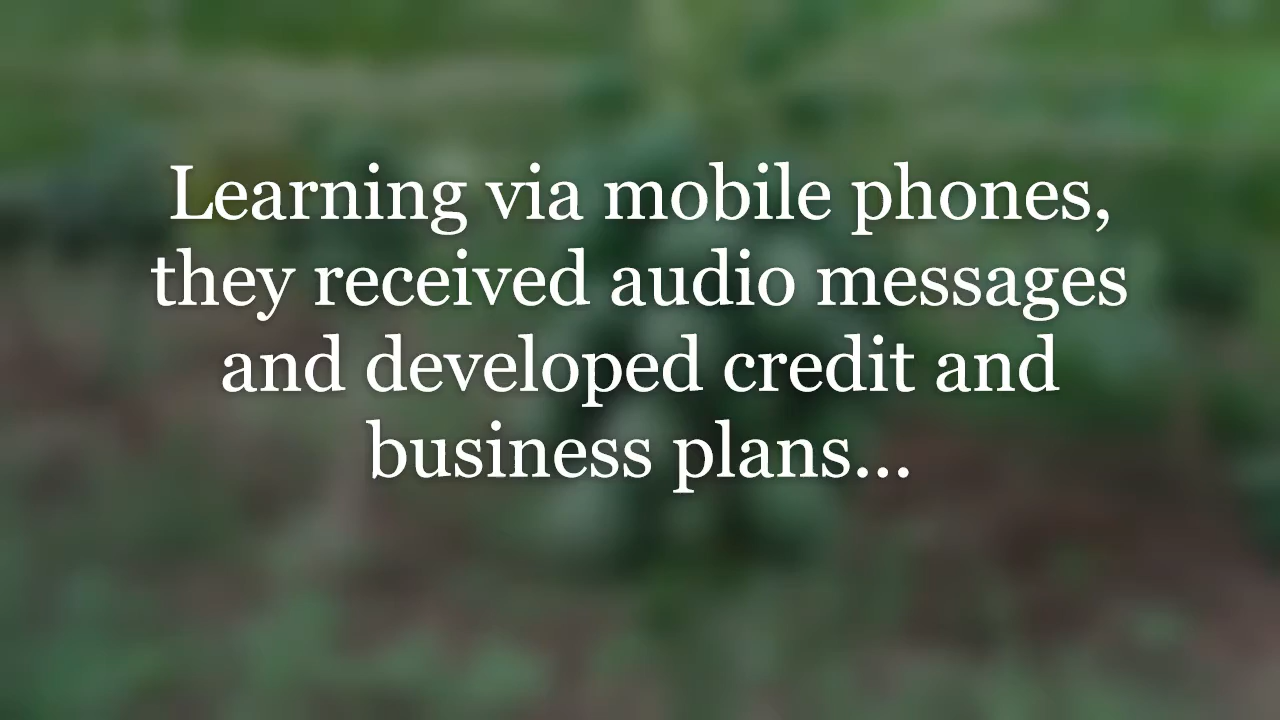 Learning via mobile phones,
they received audio messages
and developed credit and
business plans...